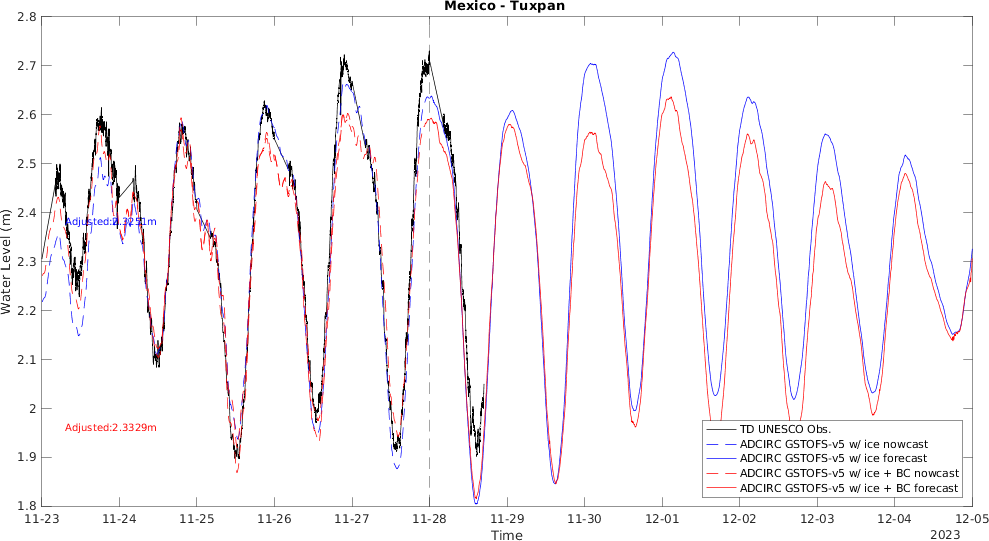 Mexico - Tuxpan
2.8
2.7
2.6
2.5
2.4
2.3
2.2
2.1
2
1.9
1.8
Water Level (m)
Adjusted:2.3251m
Adjusted:2.3329m
TD UNESCO Obs.
ADCIRC GSTOFS-v5 w/ ice nowcast
ADCIRC GSTOFS-v5 w/ ice forecast
ADCIRC GSTOFS-v5 w/ ice + BC nowcast
ADCIRC GSTOFS-v5 w/ ice + BC forecast
11-23 11-24 11-25 11-26 11-27 11-28 11-29 11-30 12-01 12-02 12-03 12-04 12-05
Time
2023